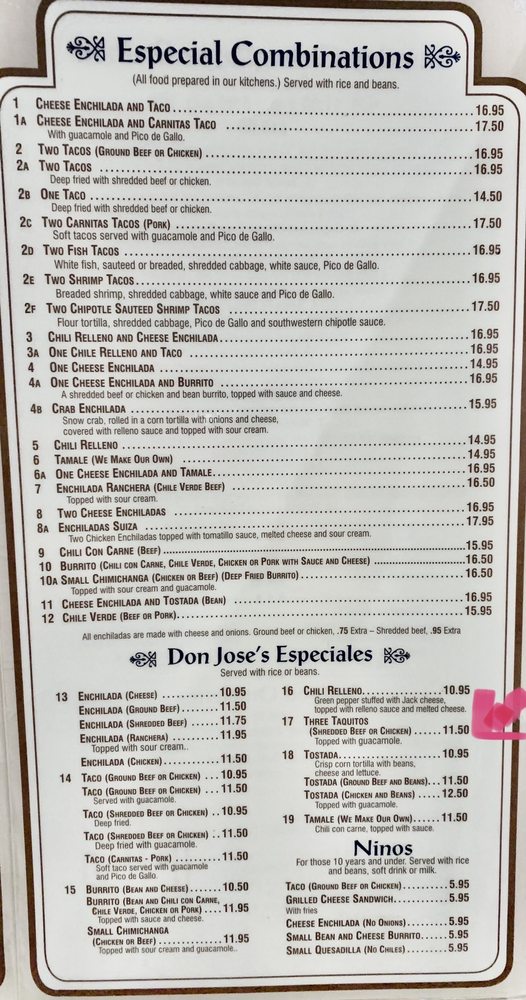 Especial Combinations
(All food prepared in our kitchens.) Served with rice and beans.
1 CHEESE ENCHILADA AND TACO 16.95
1A CHEESE ENCHILADA AND CARNITAS TACO 17.50
With guacamole and Pico de Gallo.
2 TWO TACOS (GROUND BEEF OR CHICKEN) 16.95
2A TWO TACOS 16.95
Deep fried with shredded beef or chicken.
2B ONE TACO 14.50
Deep fried with shredded beef or chicken.
2C TWO CARNITAS TACOS (PORK) 17.50
Soft tacos served with guacamole and Pico de Gallo.
2D TWO FISH TACOS 16.95
White fish, sauteed or breaded, shredded cabbage, white sauce, Pico de Gallo.
2E TWO SHRIMP TACOS 16.95
Breaded shrimp, shredded cabbage, white sauce and Pico de Gallo.
2F TWO CHIPOTLE SAUTEED SHRIMP TACOS 17.50
Flour tortilla, shredded cabbage, Pico de Gallo and southwestern chipotle sauce.
3 CHILI RELLENO AND CHEESE ENCHILADA 16.95
3A ONE CHILE RELLENO AND TACO 16.95
4 ONE CHEESE ENCHILADA 14.95
4A ONE CHEESE ENCHILADA AND BURRITO 16.95
A shredded beef or chicken and bean burrito, topped with sauce and cheese.
4B CRAB ENCHILADA 15.95
Snow crab, rolled in a corn tortilla with onions and cheese,
covered with relleno sauce and topped with sour cream.
5 CHILI RELLENO 14.95
6 TAMALE (WE MAKE OUR OWN) 14.95
6A ONE CHEESE ENCHILADA AND TAMALE 16.95
7 ENCHILADA RANCHERA (CHILE VERDE BEEF) 16.50
Topped with sour cream.
8 TWO CHEESE ENCHILADAS 16.95
8A ENCHILADAS SUIZA 17.95
Two Chicken Enchiladas topped with tomatillo sauce, melted cheese and sour cream.
9 CHILI CON CARNE (BEEF) 15.95
10 BURRITO (CHILI CON CARNE, CHILE VERDE, CHICKEN OR PORK WITH SAUCE AND CHEESE) 16.50
10A SMALL CHIMICHANGA (CHICKEN OR BEEF) (DEEP FRIED BURRITO) 16.50
Topped with sour cream and guacamole.
11 CHEESE ENCHILADA AND TOSTADA (BEAN) 16.95
12 CHILE VERDE (BEEF OR PORK) 15.95
All enchiladas are made with cheese and onions. Ground beef or chicken, .75 Extra – Shredded beef, .95 Extra
Don Jose's Especiales
Served with rice or beans.
13 ENCHILADA (CHEESE) 10.95
ENCHILADA (GROUND BEEF) 11.50
ENCHILADA (SHREDDED BEEF) 11.75
ENCHILADA (RANCHERA) 11.95
Topped with sour cream..
ENCHILADA (CHICKEN) 11.50
14 TACO (GROUND BEEF OR CHICKEN) 10.95
TACO (GROUND BEEF OR CHICKEN) 11.50
Served with guacamole.
TACO (SHREDDED BEEF OR CHICKEN) 10.95
Deep fried.
TACO (SHREDDED BEEF OR CHICKEN) 11.50
Deep fried with guacamole.
TACO (CARNITAS - PORK) 11.50
Soft taco served with guacamole
and Pico de Gallo.
15 BURRITO (BEAN AND CHEESE) 10.50
BURRITO (BEAN AND CHILI CON CARNE,
CHILE VERDE, CHICKEN OR PORK) 11.95
Topped with sauce and cheese.
SMALL CHIMICHANGA
(CHICKEN OR BEEF) 11.95
Topped with sour cream and guacamole..
16 CHILI RELLENO 10.95
Green pepper stuffed with Jack cheese,
topped with relleno sauce and melted cheese.
17 THREE TAQUITOS
(SHREDDED BEEF OR CHICKEN) 11.50
Topped with guacamole.
18 TOSTADA 10.95
Crisp corn tortilla with beans,
cheese and lettuce.
TOSTADA (GROUND BEEF AND BEANS) 11.50
TOSTADA (CHICKEN AND BEANS) 12.50
Topped with guacamole.
19 TAMALE (WE MAKE OUR OWN) 11.50
Chili con carne, topped with sauce.
Ninos
For those 10 years and under. Served with rice
and beans, soft drink or milk.
TACO (GROUND BEEF OR CHICKEN) 5.95
GRILLED CHEESE SANDWICH 5.95
With fries
CHEESE ENCHILADA (NO ONIONS) 5.95
SMALL BEAN AND CHEESE BURRITO 5.95
SMALL QUESADILLA (NO CHILES) 5.95